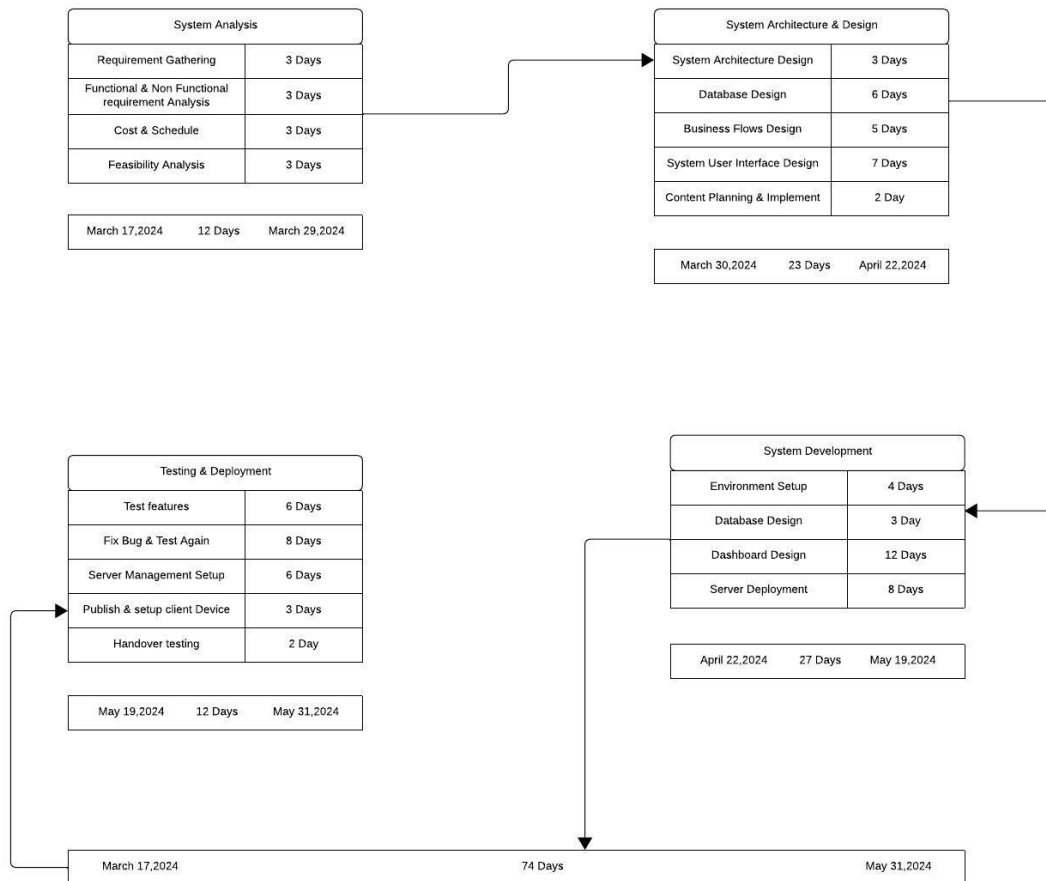 System Analysis
Requirement Gathering 3 Days
Functional & Non Functional
requirement Analysis 3 Days
Cost & Schedule 3 Days
Feasibility Analysis 3 Days
March 17,2024 12 Days March 29,2024
System Architecture & Design
System Architecture Design 3 Days
Database Design 6 Days
Business Flows Design 5 Days
System User Interface Design 7 Days
Content Planning & Implement 2 Day
March 30,2024 23 Days April 22,2024
Testing & Deployment
Test features 6 Days
Fix Bug & Test Again 8 Days
Server Management Setup 6 Days
Publish & setup client Device 3 Days
Handover testing 2 Day
May 19,2024 12 Days May 31,2024
System Development
Environment Setup 4 Days
Database Design 3 Day
Dashboard Design 12 Days
Server Deployment 8 Days
April 22,2024 27 Days May 19,2024
March 17,2024 74 Days May 31,2024